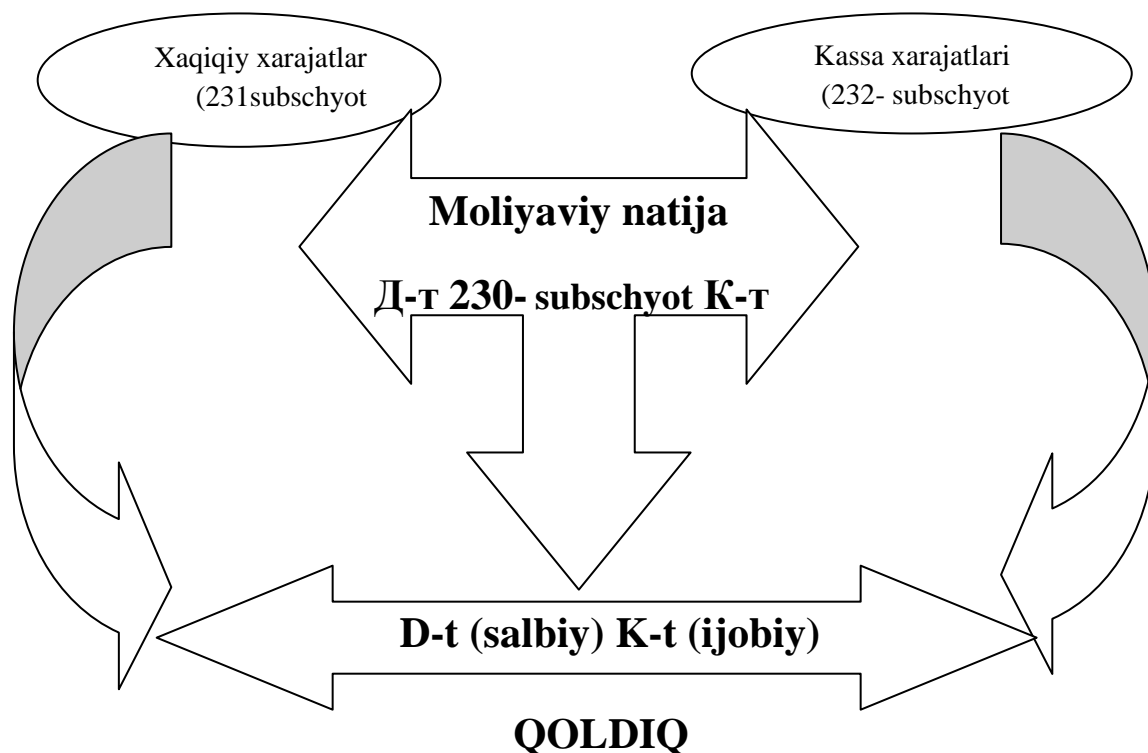 Xaqiqiy xarajatlar
(231subschyot
Kassa xarajatlari
(232- subschyot
Moliyaviy natija
Д-т 230- subschyot К-т
D-t (salbiy) K-t (ijobiy)
QOLDIQ